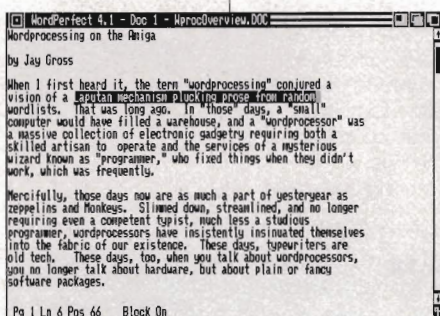 WordPerfect 4.1 - Doc 1 - WprocOverview.DOC
Wordprocessing on the Amiga
by Jay Gross
When I first heard it, the term "wordprocessing" conjured a
vision of a Laputan mechanism plucking prose from random
wordlists.  That was long ago.  In "those" days, a "small"
computer would have filled a warehouse, and a "wordprocessor" was
a massive collection of electronic gadgetry requiring both a
skilled artisan to  operate and the services of a mysterious
wizard known as "programmer," who fixed things when they didn't
work, which was frequently.
Mercifully, those days now are as much a part of yesteryear as
zeppelins and Monkeys.  Slimmed down, streamlined, and no longer
requiring even a competent typist, much less a studious
programmer, wordprocessors have insistently insinuated themselves
into the fabric of our existence.  These days, typewriters are
old tech.   These days, too, when you talk about wordprocessors,
you no longer talk about hardware, but about plain or fancy
software packages.
Pg 1 Ln 6 Pos 66    Block On